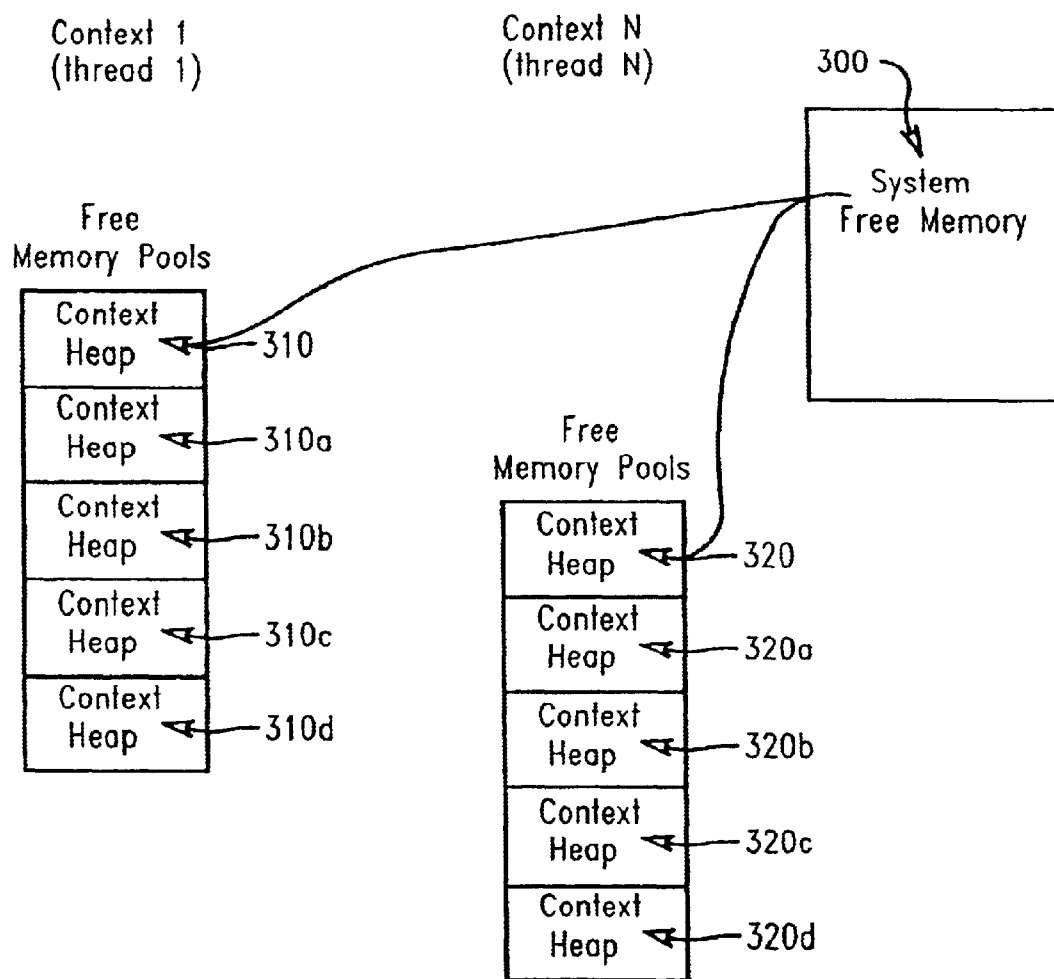 Context 1
(thread 1)
Context N
(thread N)
300
System
Free Memory
Free
Memory Pools
Context
Heap
310
Context
Heap
310a
Context
Heap
310b
Context
Heap
310c
Context
Heap
310d
Free
Memory Pools
Context
Heap
320
Context
Heap
320a
Context
Heap
320b
Context
Heap
320c
Context
Heap
320d